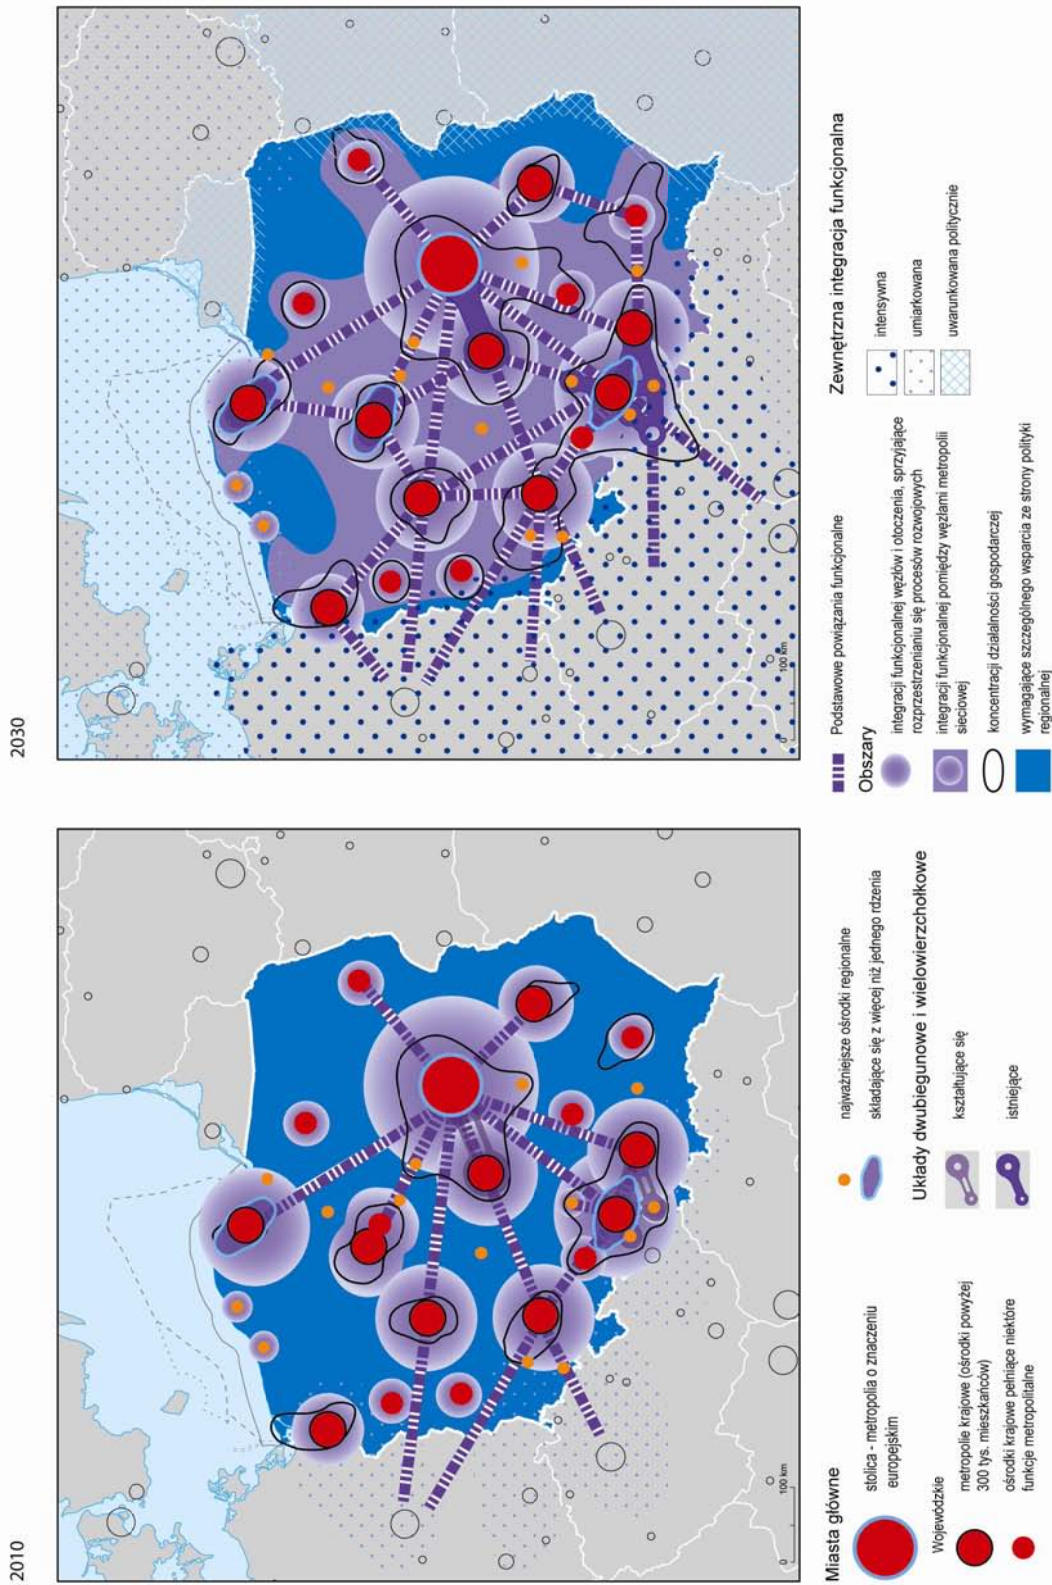 2010
100 km
0
2030
100 km
0
Miasta główne
stolica - metropolia o znaczeniu
europejskim
Wojewódzkie
metropolie krajowe (ośrodki powyżej
300 tys. mieszkańców)
ośrodki krajowe pełniące niektóre
funkcje metropolitalne
najważniejsze ośrodki regionalne
składające się z więcej niż jednego rdzenia
Układy dwubiegunowe i wielowierzchołkowe
kształtujące się
istniejące
Podstawowe powiązania funkcjonalne
Obszary
integracji funkcjonalnej węzłów i otoczenia, sprzyjające
rozprzestrzenianiu się procesów rozwojowych
integracji funkcjonalnej pomiędzy węzłami metropolii
sieciowej
koncentracji działalności gospodarczej
wymagające szczególnego wsparcia ze strony polityki
regionalnej
Zewnętrzna integracja funkcjonalna
intensywna
umiarkowana
uwarunkowana politycznie